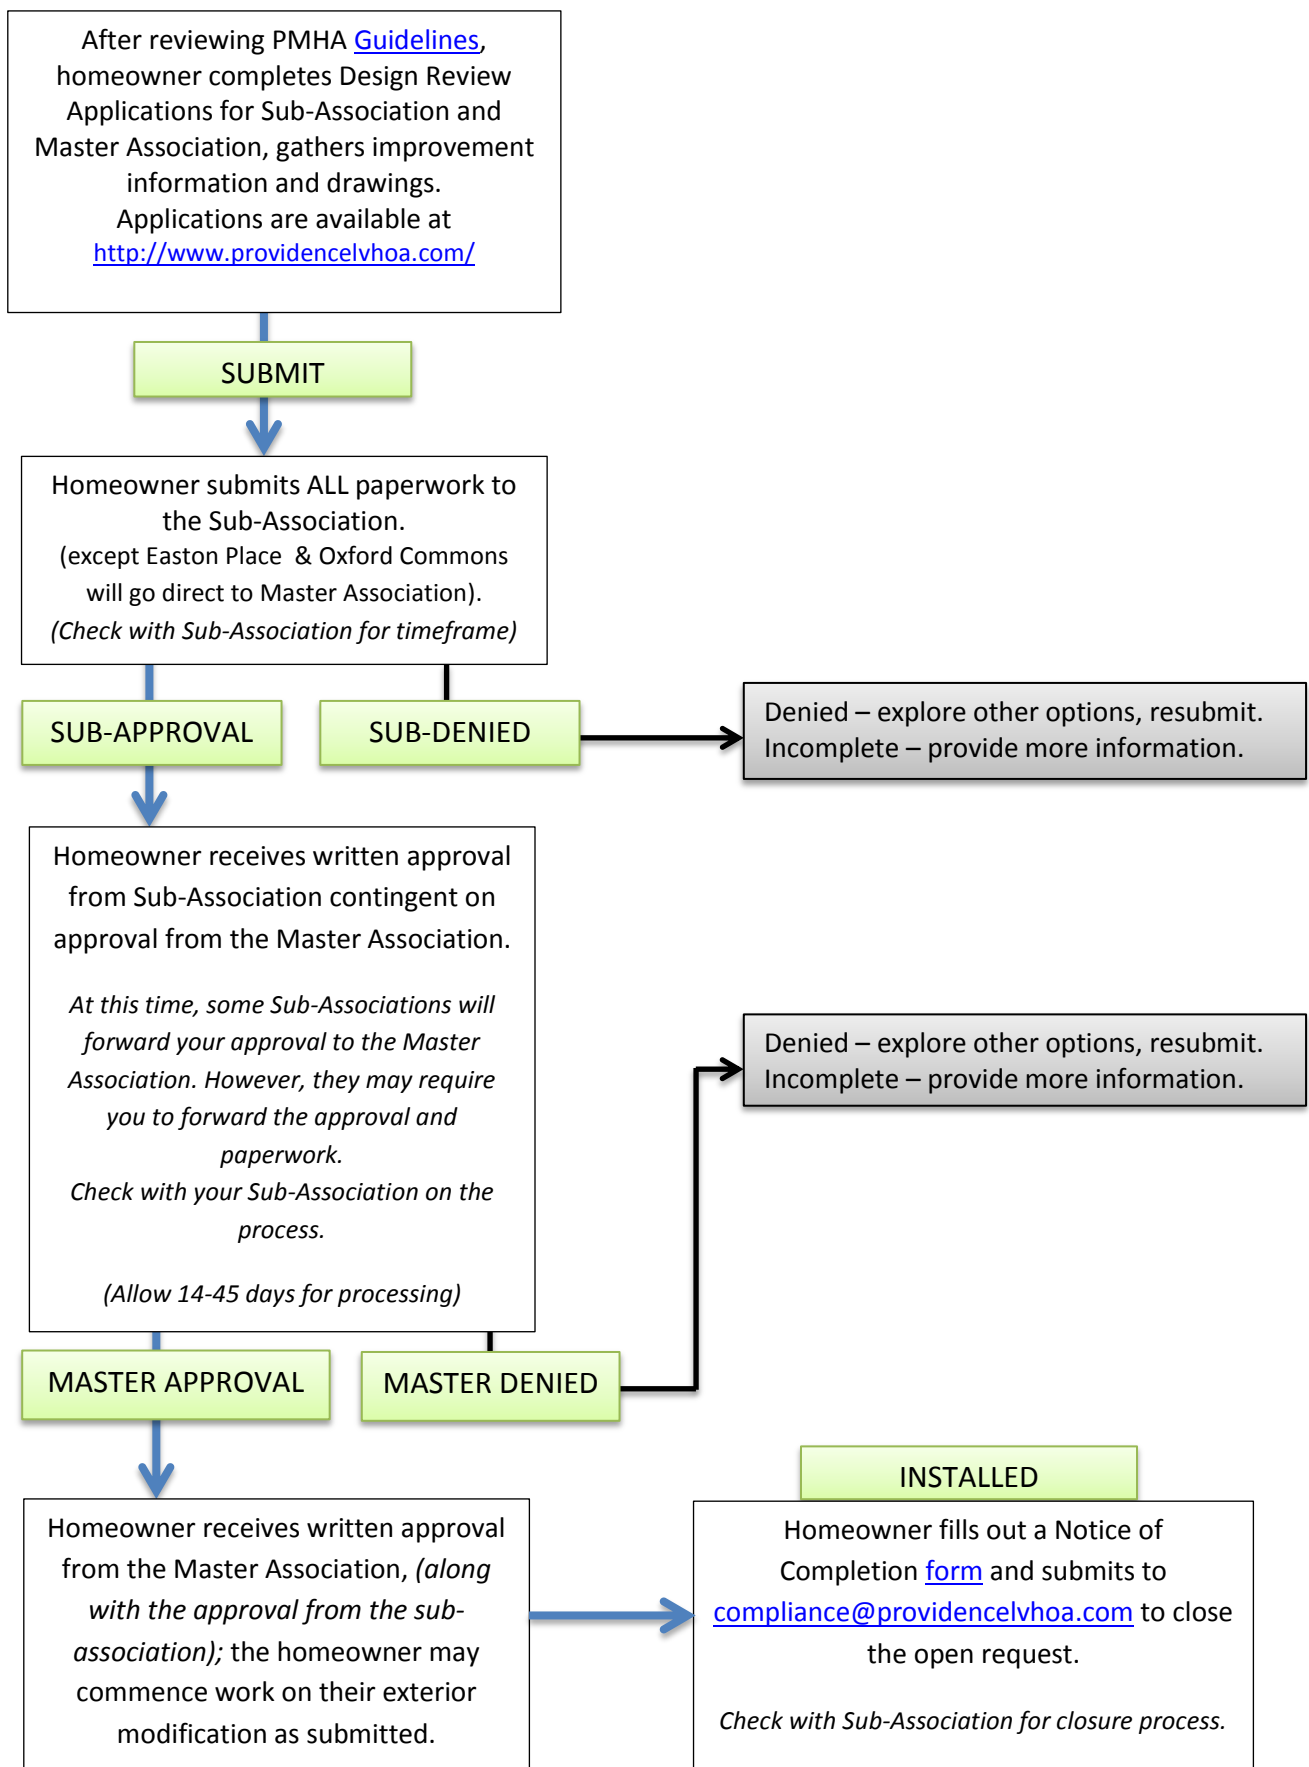 After reviewing PMHA Guidelines,
homeowner completes Design Review
Applications for Sub-Association and
Master Association, gathers improvement
information and drawings.
Applications are available at
http://www.providencelvhoa.com/
SUBMIT
Homeowner submits ALL paperwork to
the Sub-Association.
(except Easton Place & Oxford Commons
will go direct to Master Association).
(Check with Sub-Association for timeframe)
SUB-APPROVAL
SUB-DENIED
Denied – explore other options, resubmit.
Incomplete – provide more information.
Homeowner receives written approval
from Sub-Association contingent on
approval from the Master Association.
At this time, some Sub-Associations will
forward your approval to the Master
Association. However, they may require
you to forward the approval and
paperwork.
Check with your Sub-Association on the
process.
(Allow 14-45 days for processing)
Denied – explore other options, resubmit.
Incomplete – provide more information.
MASTER APPROVAL
MASTER DENIED
Homeowner receives written approval
from the Master Association, (along
with the approval from the sub-
association); the homeowner may
commence work on their exterior
modification as submitted.
INSTALLED
Homeowner fills out a Notice of
Completion form and submits to
compliance@providencelvhoa.com to close
the open request.
Check with Sub-Association for closure process.